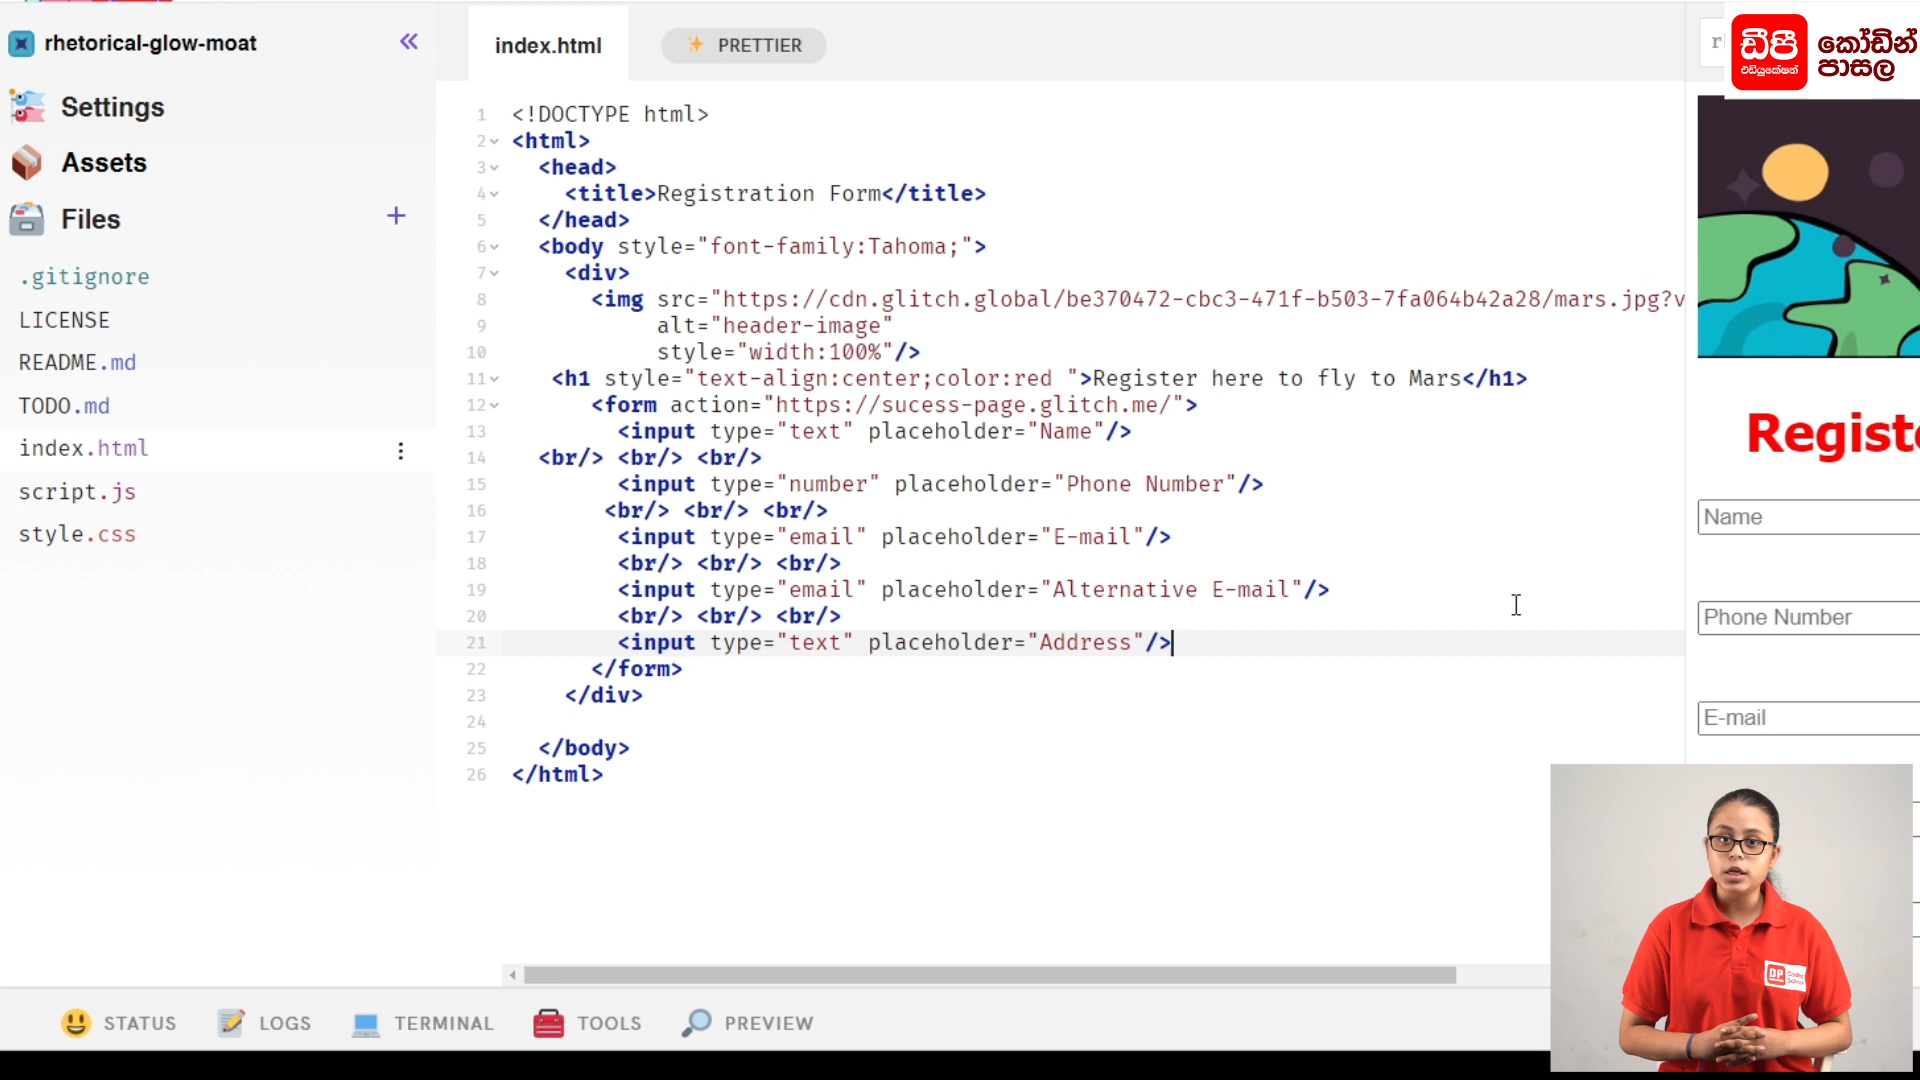 rhetorical-glow-moat
Settings
Assets
Files
.gitignore
LICENSE
README.md
TODO.md
index.html
script.js
style.css
index.html
PRETTIER
1 <!DOCTYPE html>
2 <html>
3 <head>
4 <title>Registration Form</title>
5 </head>
6 <body style="font-family:Tahoma;">
7 <div>
8 <img src="https://cdn.glitch.global/be370472-cbc3-471f-b503-7fa064b42a28/mars.jpg?v
9 alt="header-image"
10 style="width:100%"/>
11 <h1 style="text-align:center;color:red ">Register here to fly to Mars</h1>
12 <form action="https://sucess-page.glitch.me/">
13 <input type="text" placeholder="Name"/>
14 <br/> <br/> <br/>
15 <input type="number" placeholder="Phone Number"/>
16 <br/> <br/> <br/>
17 <input type="email" placeholder="E-mail"/>
18 <br/> <br/> <br/>
19 <input type="email" placeholder="Alternative E-mail"/>
20 <br/> <br/> <br/>
21 <input type="text" placeholder="Address"/>
22 </form>
23 </div>
24
25 </body>
26 </html>
ඩීපී
එඩියුකේෂන්
කෝඩින්
පාසල
Registe
Name
Phone Number
E-mail
DP
Coding
School
STATUS
LOGS
TERMINAL
TOOLS
PREVIEW